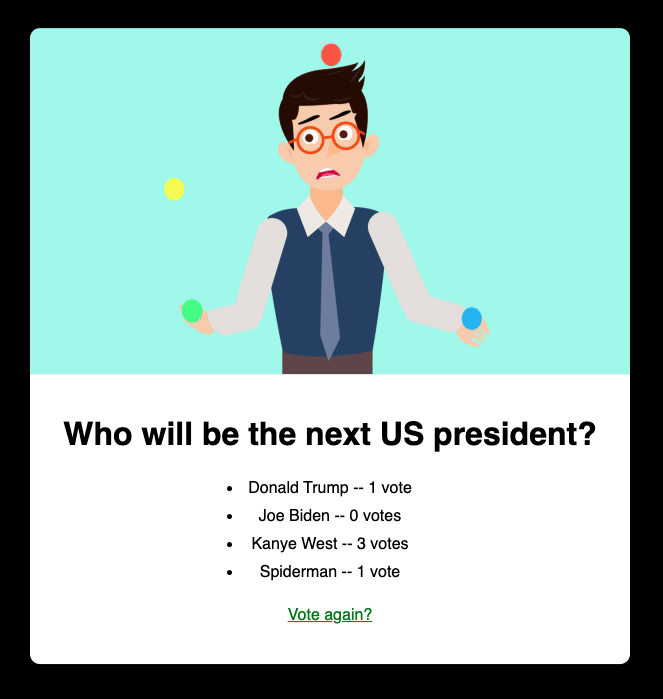 Who will be the next US president?
Donald Trump -- 1 vote
Joe Biden -- 0 votes
Kanye West -- 3 votes
Spiderman -- 1 vote
Vote again?